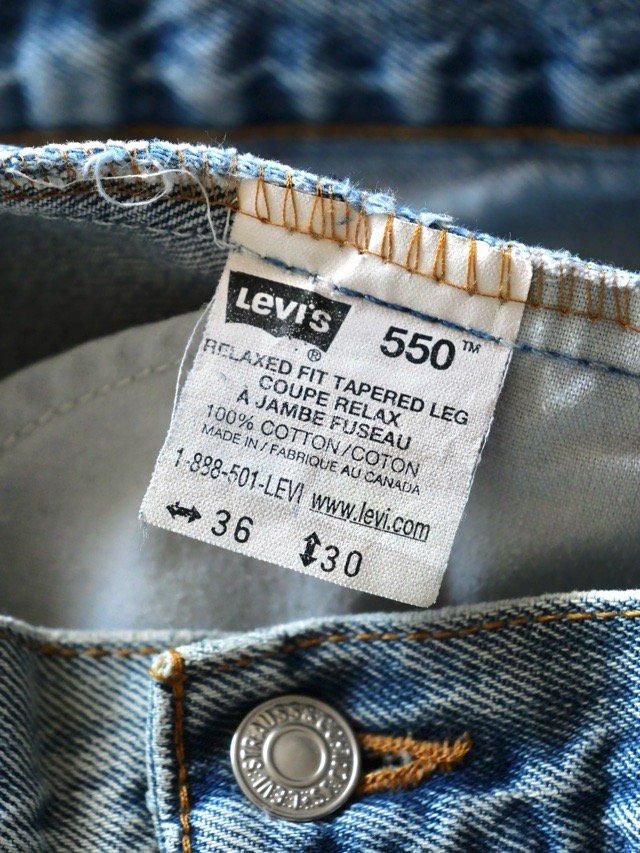 Levi's ® 550™
RELAXED FIT TAPERED LEG
COUPE RELAX
A JAMBE FUSEAU
100% COTTON/COTON
MADE IN/FABRIQUE AU CANADA
1-888-501-LEVI www.levi.com
↔ 36 ↕ 30